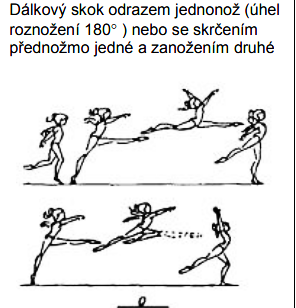 Dálkový skok odrazem jednonož (úhel
roznožení 180° ) nebo se skrčením
přednožmo jedné a zanožením druhé